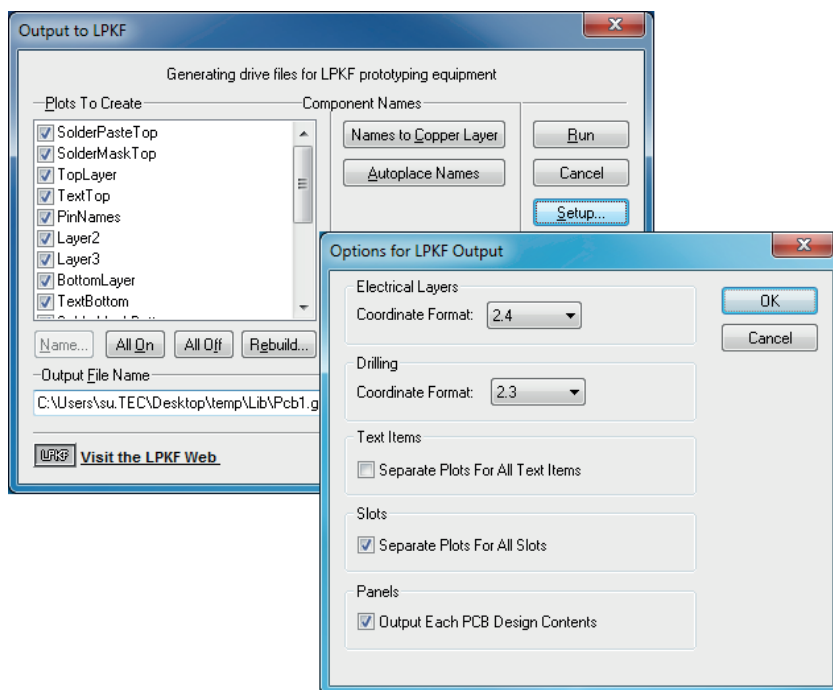 Output to LPKF
Generating drive files for LPKF prototyping equipment
Plots To Create
Component Names
SolderPasteTop
SolderMaskTop
TopLayer
TextTop
PinNames
Layer2
Layer3
BottomLayer
TextBottom
Names to Copper Layer
Autoplace Names
Run
Cancel
Setup...
Name...
All On
All Off
Rebuild...
Output File Name
C:\Users\su.TEC\Desktop\temp\Lib\Pcb1.g
LPKF
Visit the LPKF Web
Options for LPKF Output
Electrical Layers
Coordinate Format: 2.4
Drilling
Coordinate Format: 2.3
Text Items
Separate Plots For All Text Items
Slots
Separate Plots For All Slots
Panels
Output Each PCB Design Contents
OK
Cancel